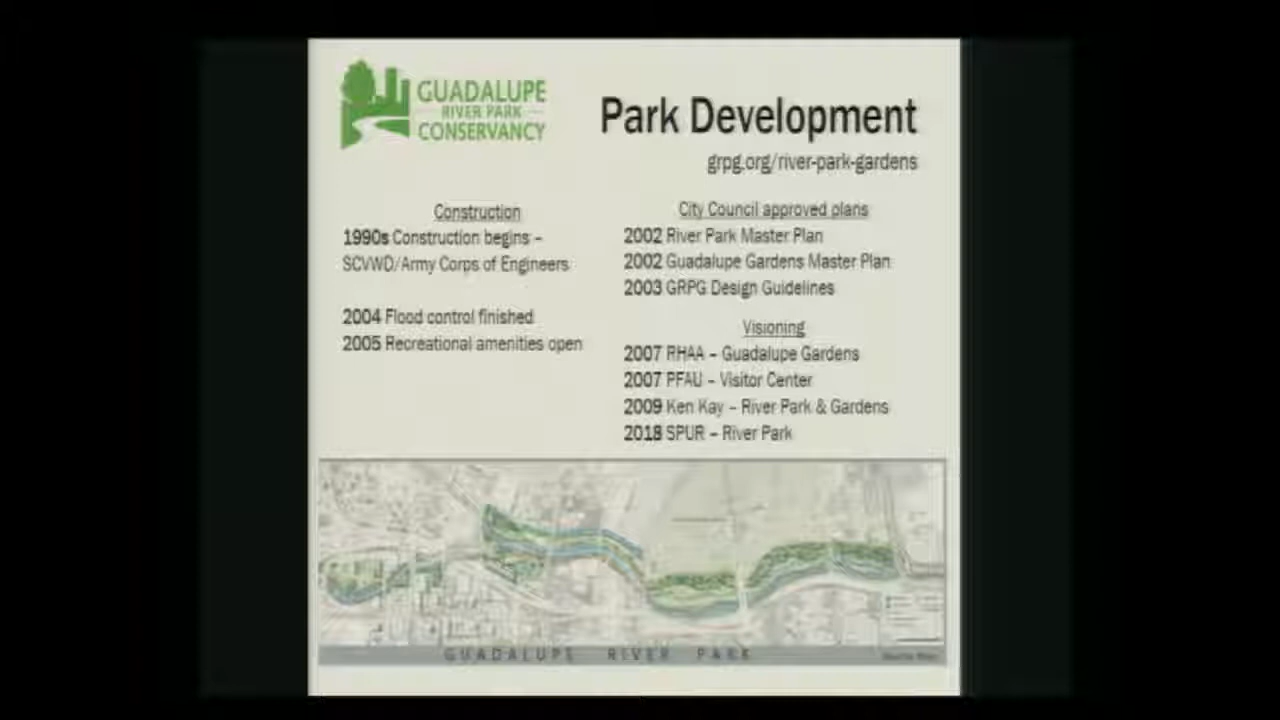 GUADALUPE
RIVER PARK
CONSERVANCY
Park Development
grpg.org/river-park-gardens
Construction
1990s Construction begins –
SCVWD/Army Corps of Engineers
2004 Flood control finished
2005 Recreational amenities open
City Council approved plans
2002 River Park Master Plan
2002 Guadalupe Gardens Master Plan
2003 GRPG Design Guidelines
Visioning
2007 RHAA – Guadalupe Gardens
2007 PFAU – Visitor Center
2009 Ken Kay – River Park & Gardens
2018 SPUR – River Park
GUADALUPE RIVER PARK